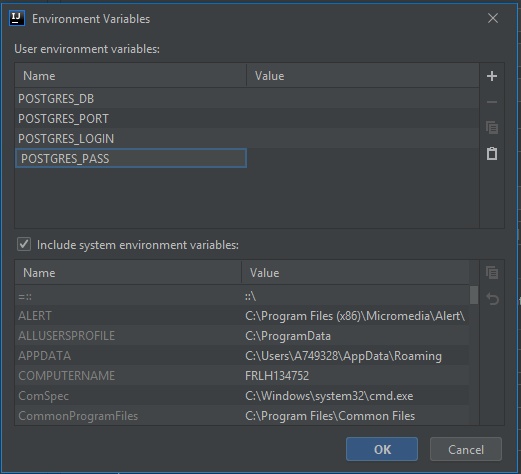 IJ Environment Variables
User environment variables:
Name Value
POSTGRES_DB
POSTGRES_PORT
POSTGRES_LOGIN
POSTGRES_PASS
Include system environment variables:
Name Value
=:: ::\
ALERT C:\Program Files (x86)\Micromedia\Alert\
ALLUSERSPROFILE C:\ProgramData
APPDATA C:\Users\A749328\AppData\Roaming
COMPUTERNAME FRLH134752
ComSpec C:\Windows\system32\cmd.exe
CommonProgramFiles C:\Program Files\Common Files
OK Cancel